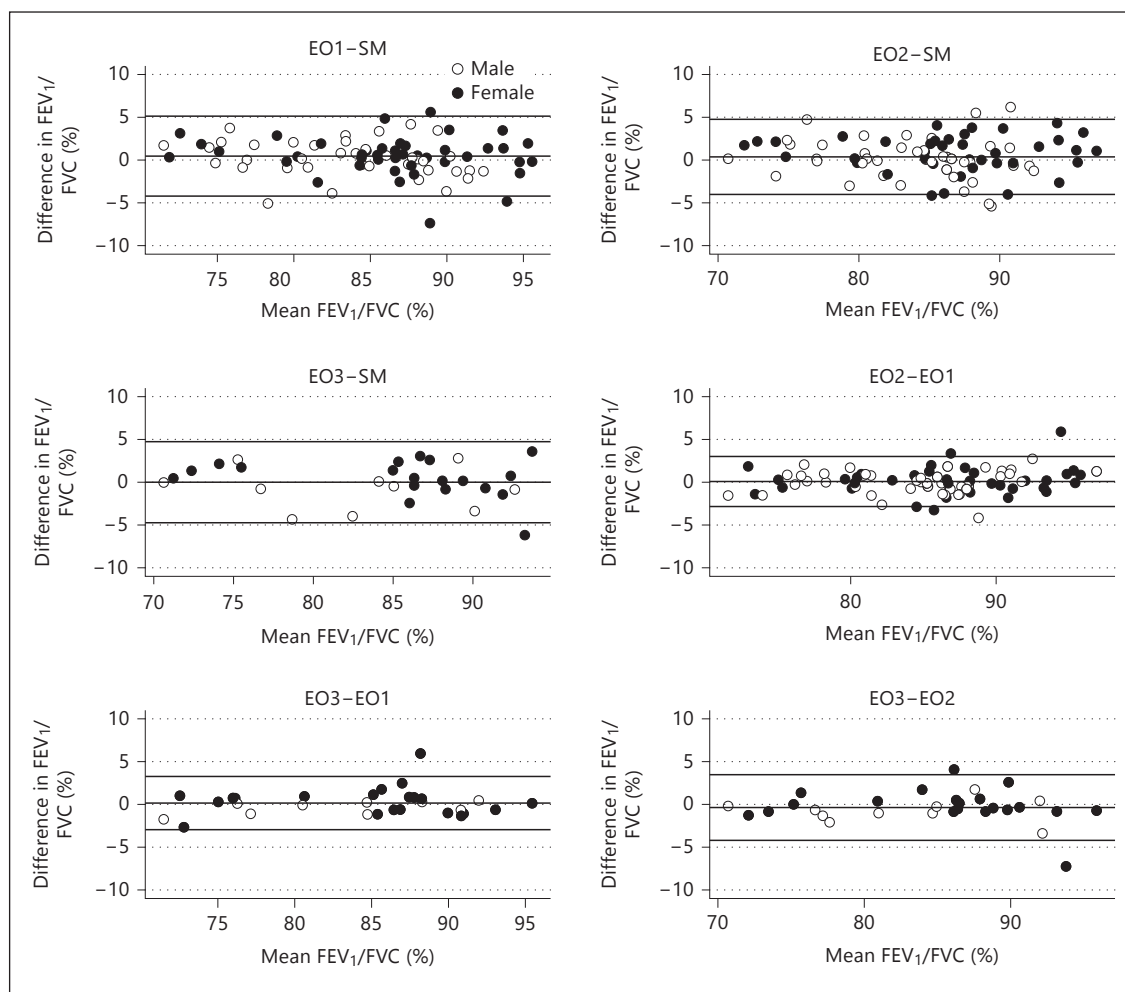 EO1–SM
Male
Female
Difference in FEV1/
FVC (%)
10
5
0
−5
−10
75
80
85
90
95
Mean FEV1/FVC (%)
EO2–SM
Difference in FEV1/
FVC (%)
10
5
0
−5
−10
70
80
90
Mean FEV1/FVC (%)
EO3–SM
Difference in FEV1/
FVC (%)
10
5
0
−5
−10
70
75
80
85
90
Mean FEV1/FVC (%)
EO2–EO1
Difference in FEV1/
FVC (%)
10
5
0
−5
−10
80
90
Mean FEV1/FVC (%)
EO3–EO1
Difference in FEV1/
FVC (%)
10
5
0
−5
−10
75
80
85
90
95
Mean FEV1/FVC (%)
EO3–EO2
Difference in FEV1/
FVC (%)
10
5
0
−5
−10
70
80
90
Mean FEV1/FVC (%)